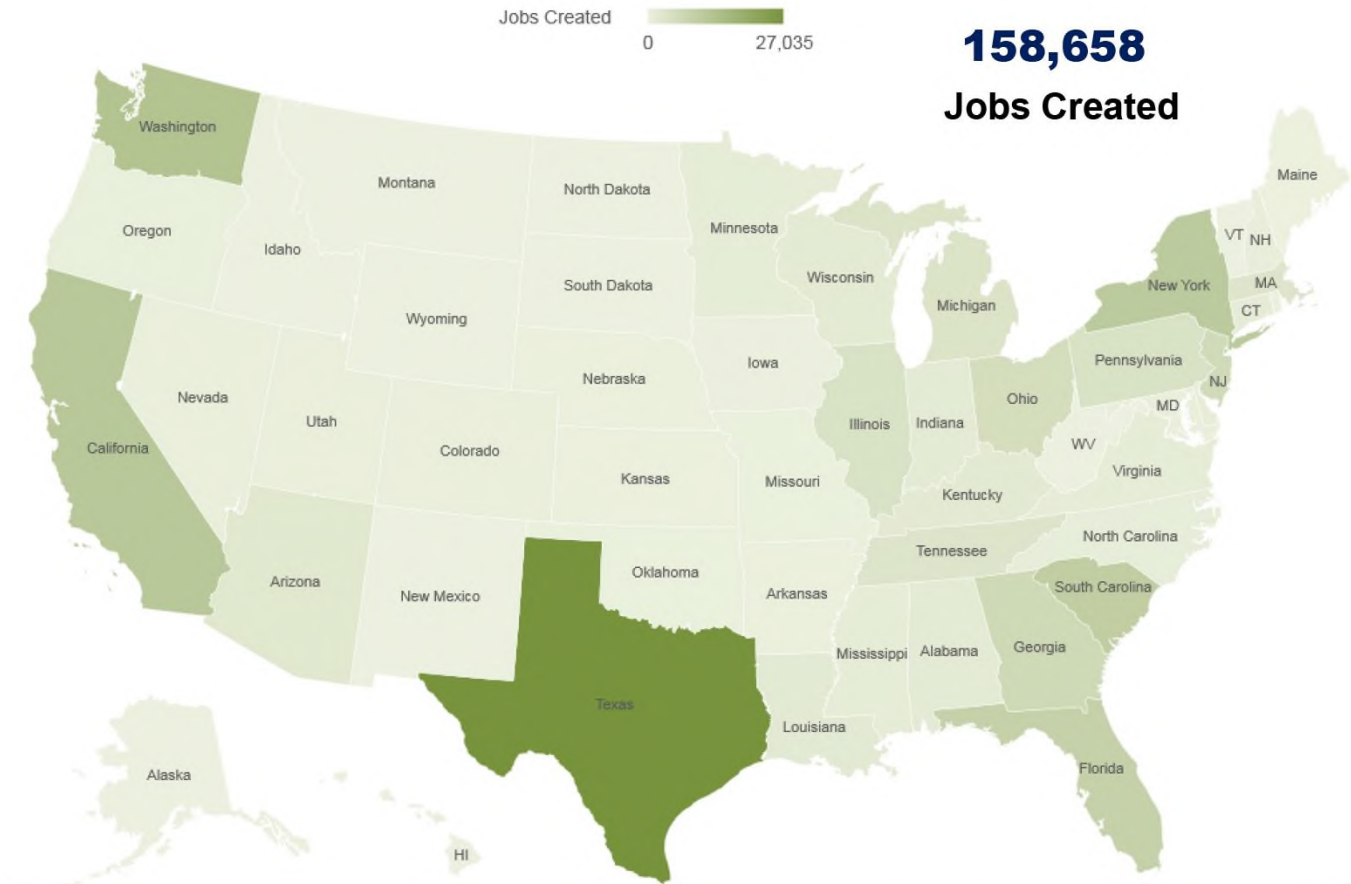 Jobs Created
0
27,035
158,658
Jobs Created
Washington
Oregon
Idaho
Montana
North Dakota
Minnesota
South Dakota
Wyoming
Wisconsin
Michigan
Maine
VT
NH
MA
CT
New York
Pennsylvania
NJ
MD
Nevada
Utah
Colorado
Nebraska
Iowa
Illinois
Indiana
Ohio
WV
Virginia
California
Kansas
Missouri
Kentucky
North Carolina
Tennessee
South Carolina
Arizona
New Mexico
Oklahoma
Arkansas
Mississippi
Alabama
Georgia
Texas
Louisiana
Florida
Alaska
HI